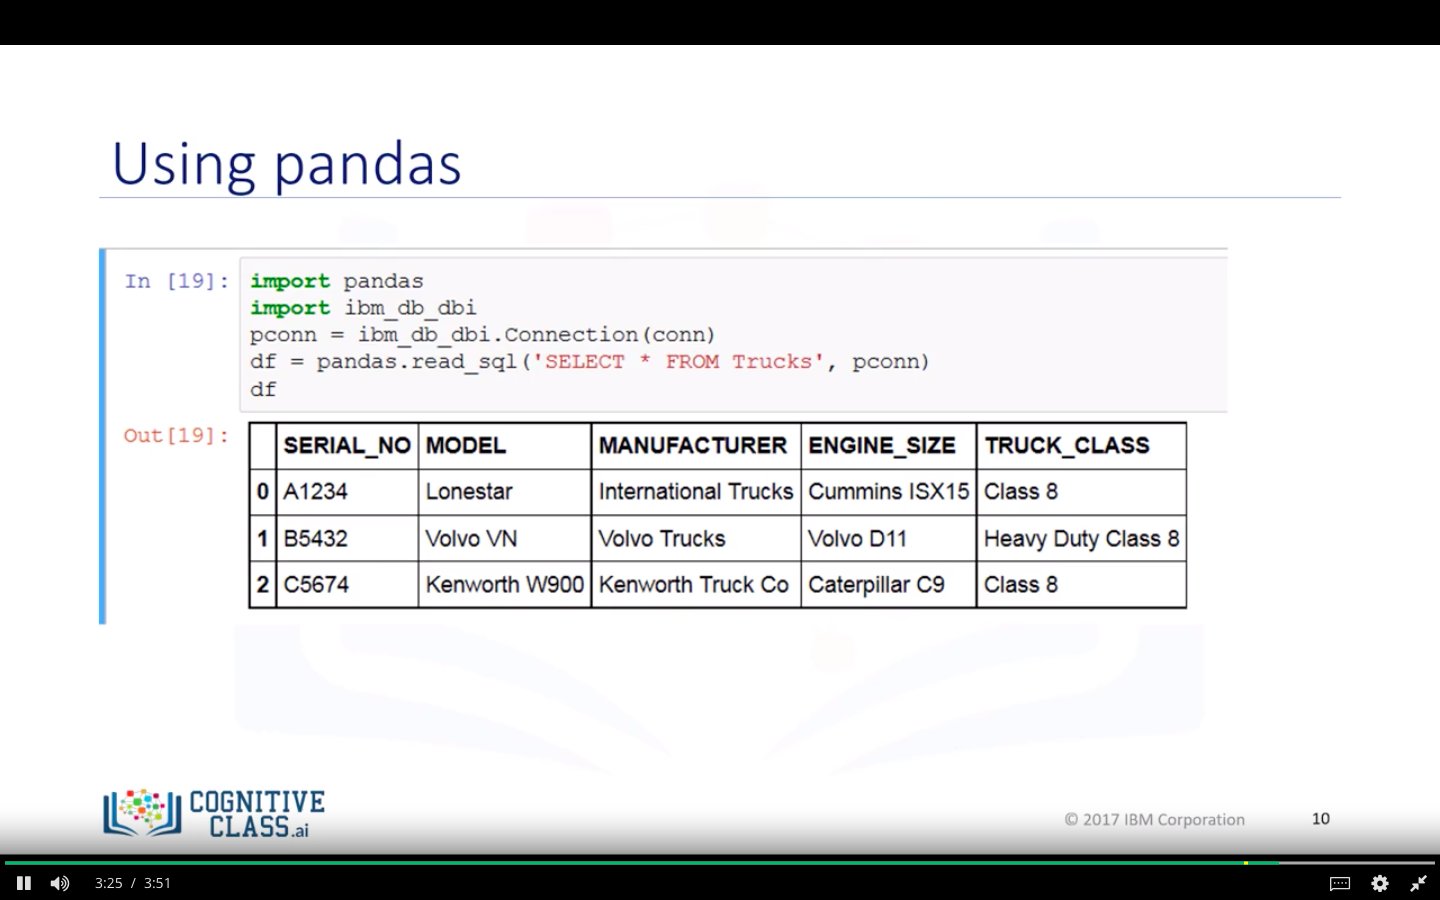 Using pandas
In [19]: import pandas
import ibm_db_dbi
pconn = ibm_db_dbi.Connection(conn)
df = pandas.read_sql('SELECT * FROM Trucks', pconn)
df
Out[19]:
SERIAL_NO MODEL MANUFACTURER ENGINE_SIZE TRUCK_CLASS
0 A1234 Lonestar International Trucks Cummins ISX15 Class 8
1 B5432 Volvo VN Volvo Trucks Volvo D11 Heavy Duty Class 8
2 C5674 Kenworth W900 Kenworth Truck Co Caterpillar C9 Class 8
COGNITIVE
CLASS.ai
© 2017 IBM Corporation 10
3:25 / 3:51